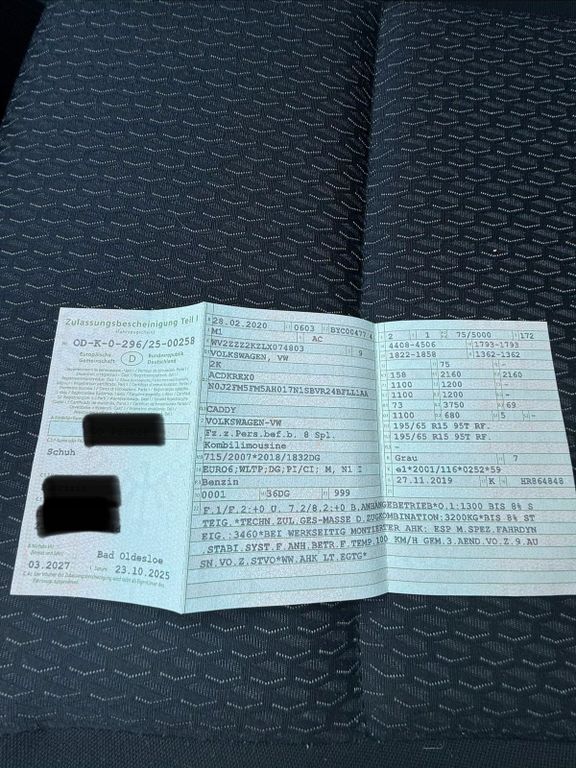 Zulassungsbescheinigung Teil I
(Fahrzeugschein)
Nr. OD-K-0-296/25-00258
Europäische Gemeinschaft
D
Bundesrepublik Deutschland
Schuh
Bad Oldesloe
03.2027
23.10.2025
28.02.2020 0603
M1 AC
WV2ZZZ2KZLX074803 9
VOLKSWAGEN, VW
2K
ACDKRRX0
N0J2FM5FM5AH017N1SBVR24BFLL1AA
CADDY
VOLKSWAGEN-VW
Fz.z.Pers.bef.b. 8 Spl.
Kombilimousine
715/2007*2018/1832DG
EURO6;WLTP;DG;PI/CI; M, N1 I
Benzin
0001 36DG 999
2 1 75/5000 172
4408-4506 1793-1793
1822-1858 1362-1362
75 -
158 2160 2160
1100 1200 -
1100 1200 -
73 3750 69
1100 680 5 -
195/65 R15 95T RF.
195/65 R15 95T RF.
Grau 7
e1*2001/116*0252*59
27.11.2019 K HR864848
F.1/F.2:+0 U. 7.2/8.2:+0 B.ANHÄNGEBETRIEB*O.1:1300 BIS 8% S
TEIG.*TECHN.ZUL.GES-MASSE D.ZUGKOMBINATION:3200KG*BIS 8% ST
EIG.:3460*BEI WERKSEITIG MONTIERTER AHK: ESP M.SPEZ.FAHRDYN
.STABI.SYST.F.ANH.BETR.F.TEMP.100 KM/H GEM.3.AEND.VO.Z.9.AU
SN.VO.Z.STVO*WW.AHK LT.EGTG*